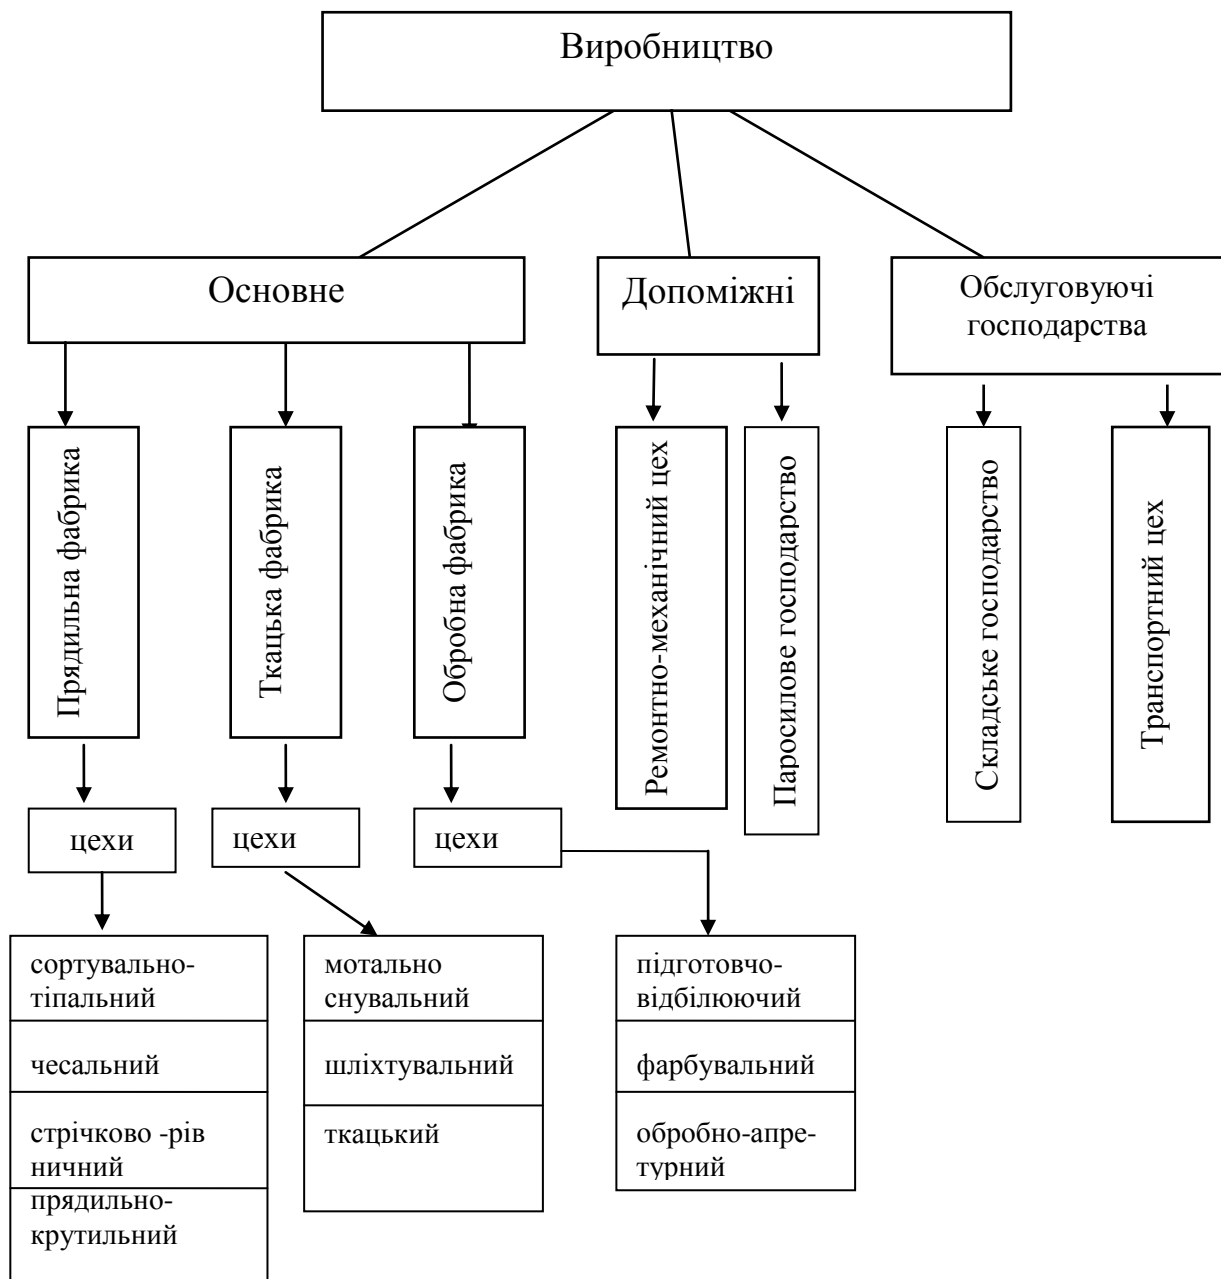 Виробництво
Основне
Допоміжні
Обслуговуючі
господарства
Прядильна фабрика
Ткацька фабрика
Обробна фабрика
Ремонтно-механічний цех
Паросилове господарство
Складське господарство
Транспортний цех
цехи
цехи
цехи
сортувально-
тіпальний
чесальний
стрічково -рів
ничний
прядильно-
крутильний
мотально
снувальний
шліхтувальний
ткацький
підготовчо-
відбілюючий
фарбувальний
обробно-апре-
турний